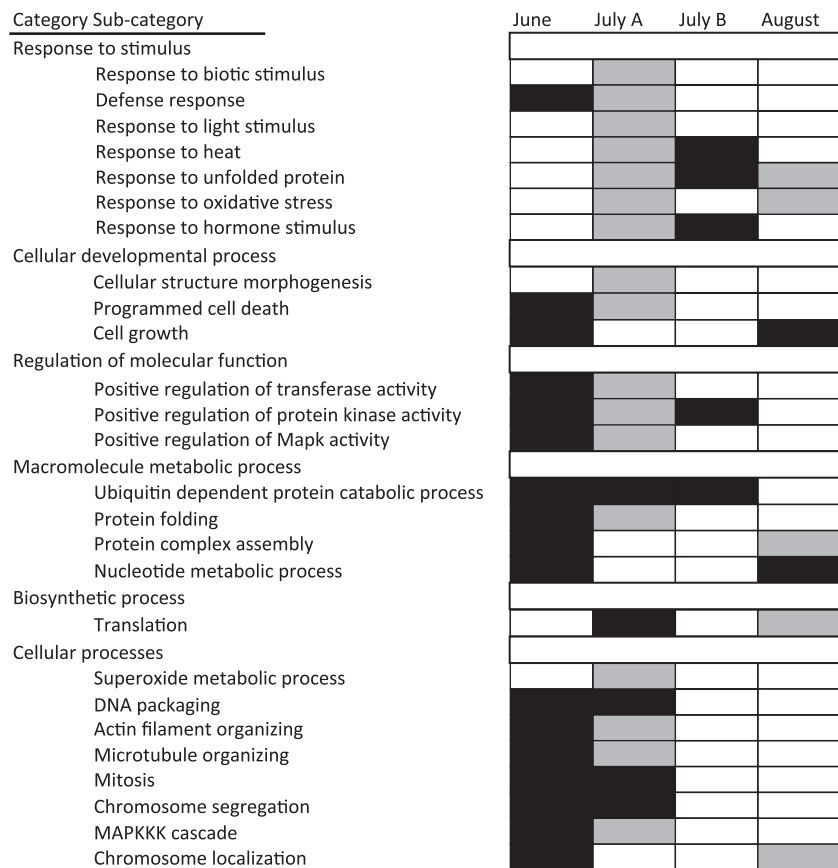 Category Sub-category June July A July B August
Response to stimulus
Response to biotic stimulus
Defense response
Response to light stimulus
Response to heat
Response to unfolded protein
Response to oxidative stress
Response to hormone stimulus
Cellular developmental process
Cellular structure morphogenesis
Programmed cell death
Cell growth
Regulation of molecular function
Positive regulation of transferase activity
Positive regulation of protein kinase activity
Positive regulation of Mapk activity
Macromolecule metabolic process
Ubiquitin dependent protein catabolic process
Protein folding
Protein complex assembly
Nucleotide metabolic process
Biosynthetic process
Translation
Cellular processes
Superoxide metabolic process
DNA packaging
Actin filament organizing
Microtubule organizing
Mitosis
Chromosome segregation
MAPKKK cascade
Chromosome localization